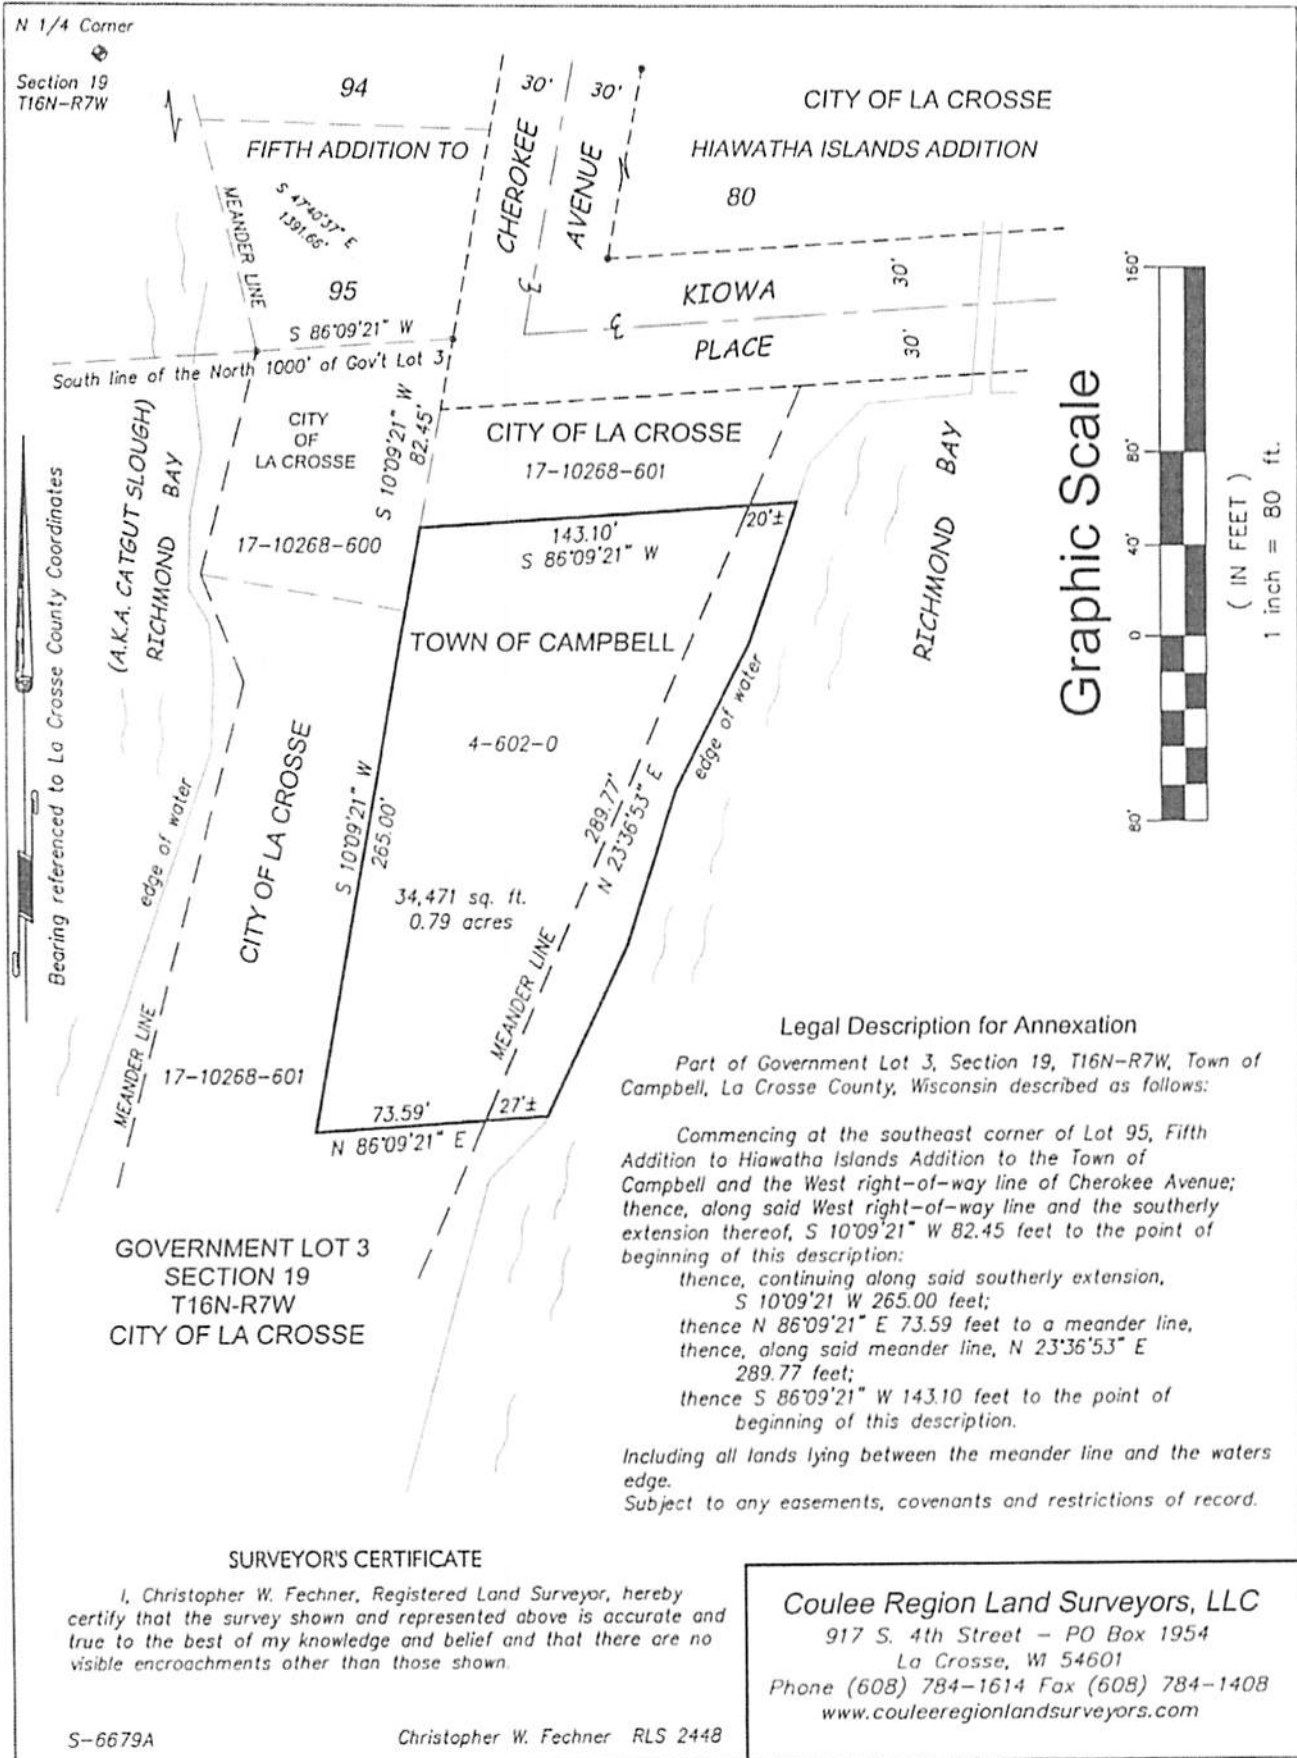 N 1/4 Corner
Section 19
T16N-R7W
94
FIFTH ADDITION TO
30'
30'
CHEROKEE
AVENUE
CITY OF LA CROSSE
HIAWATHA ISLANDS ADDITION
80
MEANDER LINE
S 47°40'37" E
1391.66'
95
S 86°09'21" W
South line of the North 1000' of Gov't Lot 3
KIOWA
PLACE
30'
30'
(A.K.A. CATGUT SLOUGH)
RICHMOND BAY
CITY
OF
LA CROSSE
17-10268-600
S 10°09'21" W
82.45'
CITY OF LA CROSSE
17-10268-601
143.10'
S 86°09'21" W
20'±
RICHMOND BAY
TOWN OF CAMPBELL
4-602-0
edge of water
S 10°09'21" W
265.00'
289.77'
N 23°36'53" E
34,471 sq. ft.
0.79 acres
MEANDER LINE
CITY OF LA CROSSE
edge of water
MEANDER LINE
17-10268-601
73.59'
27'±
N 86°09'21" E
Bearing referenced to La Crosse County Coordinates
Graphic Scale
160'
80'
40'
0
80'
( IN FEET )
1 inch = 80 ft.
GOVERNMENT LOT 3
SECTION 19
T16N-R7W
CITY OF LA CROSSE
Legal Description for Annexation
Part of Government Lot 3, Section 19, T16N-R7W, Town of
Campbell, La Crosse County, Wisconsin described as follows:
Commencing at the southeast corner of Lot 95, Fifth
Addition to Hiawatha Islands Addition to the Town of
Campbell and the West right-of-way line of Cherokee Avenue;
thence, along said West right-of-way line and the southerly
extension thereof, S 10°09'21" W 82.45 feet to the point of
beginning of this description:
thence, continuing along said southerly extension,
S 10°09'21 W 265.00 feet;
thence N 86°09'21" E 73.59 feet to a meander line,
thence, along said meander line, N 23°36'53" E
289.77 feet;
thence S 86°09'21" W 143.10 feet to the point of
beginning of this description.
Including all lands lying between the meander line and the waters
edge.
Subject to any easements, covenants and restrictions of record.
SURVEYOR'S CERTIFICATE
I, Christopher W. Fechner, Registered Land Surveyor, hereby
certify that the survey shown and represented above is accurate and
true to the best of my knowledge and belief and that there are no
visible encroachments other than those shown.
S-6679A
Christopher W. Fechner RLS 2448
Coulee Region Land Surveyors, LLC
917 S. 4th Street - PO Box 1954
La Crosse, WI 54601
Phone (608) 784-1614 Fax (608) 784-1408
www.couleeregionlandsurveyors.com